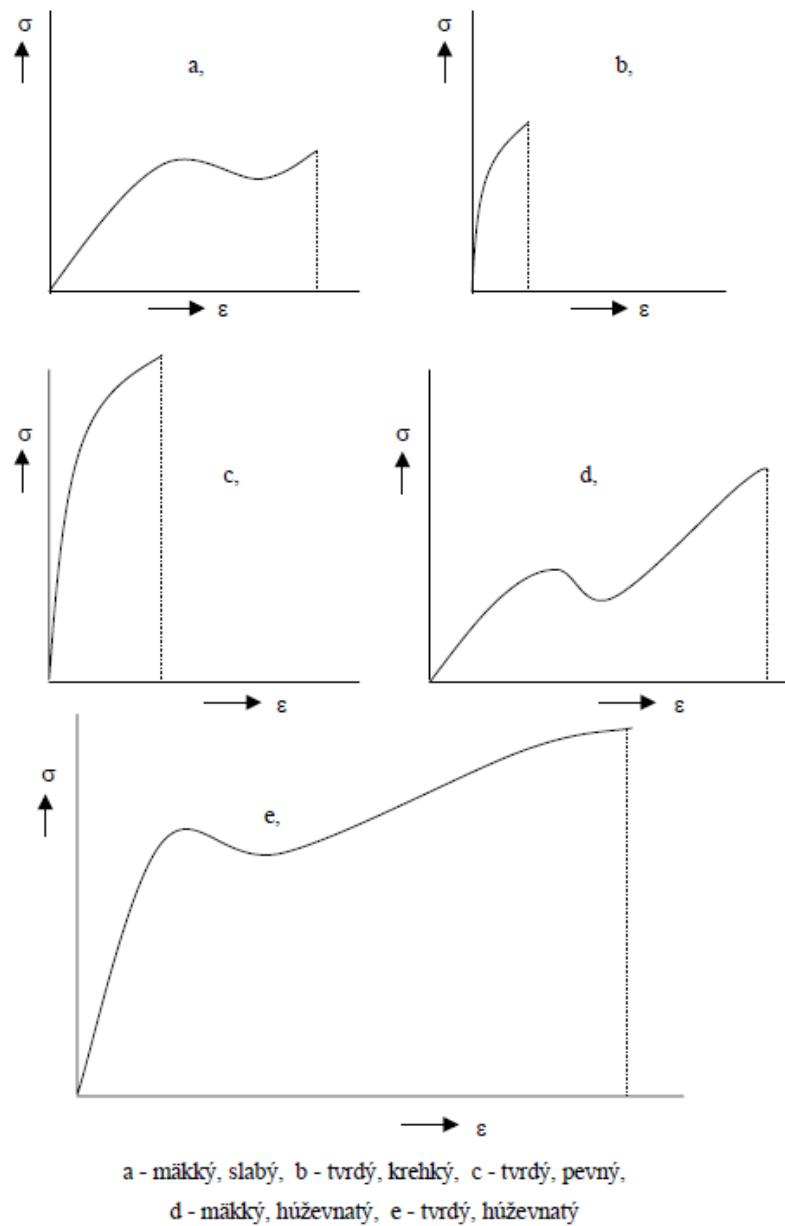 σ
a,
ε
σ
b,
ε
σ
c,
ε
σ
d,
ε
σ
e,
ε
a - mäkký, slabý, b - tvrdý, krehký, c - tvrdý, pevný,
d - mäkký, húževnatý, e - tvrdý, húževnatý